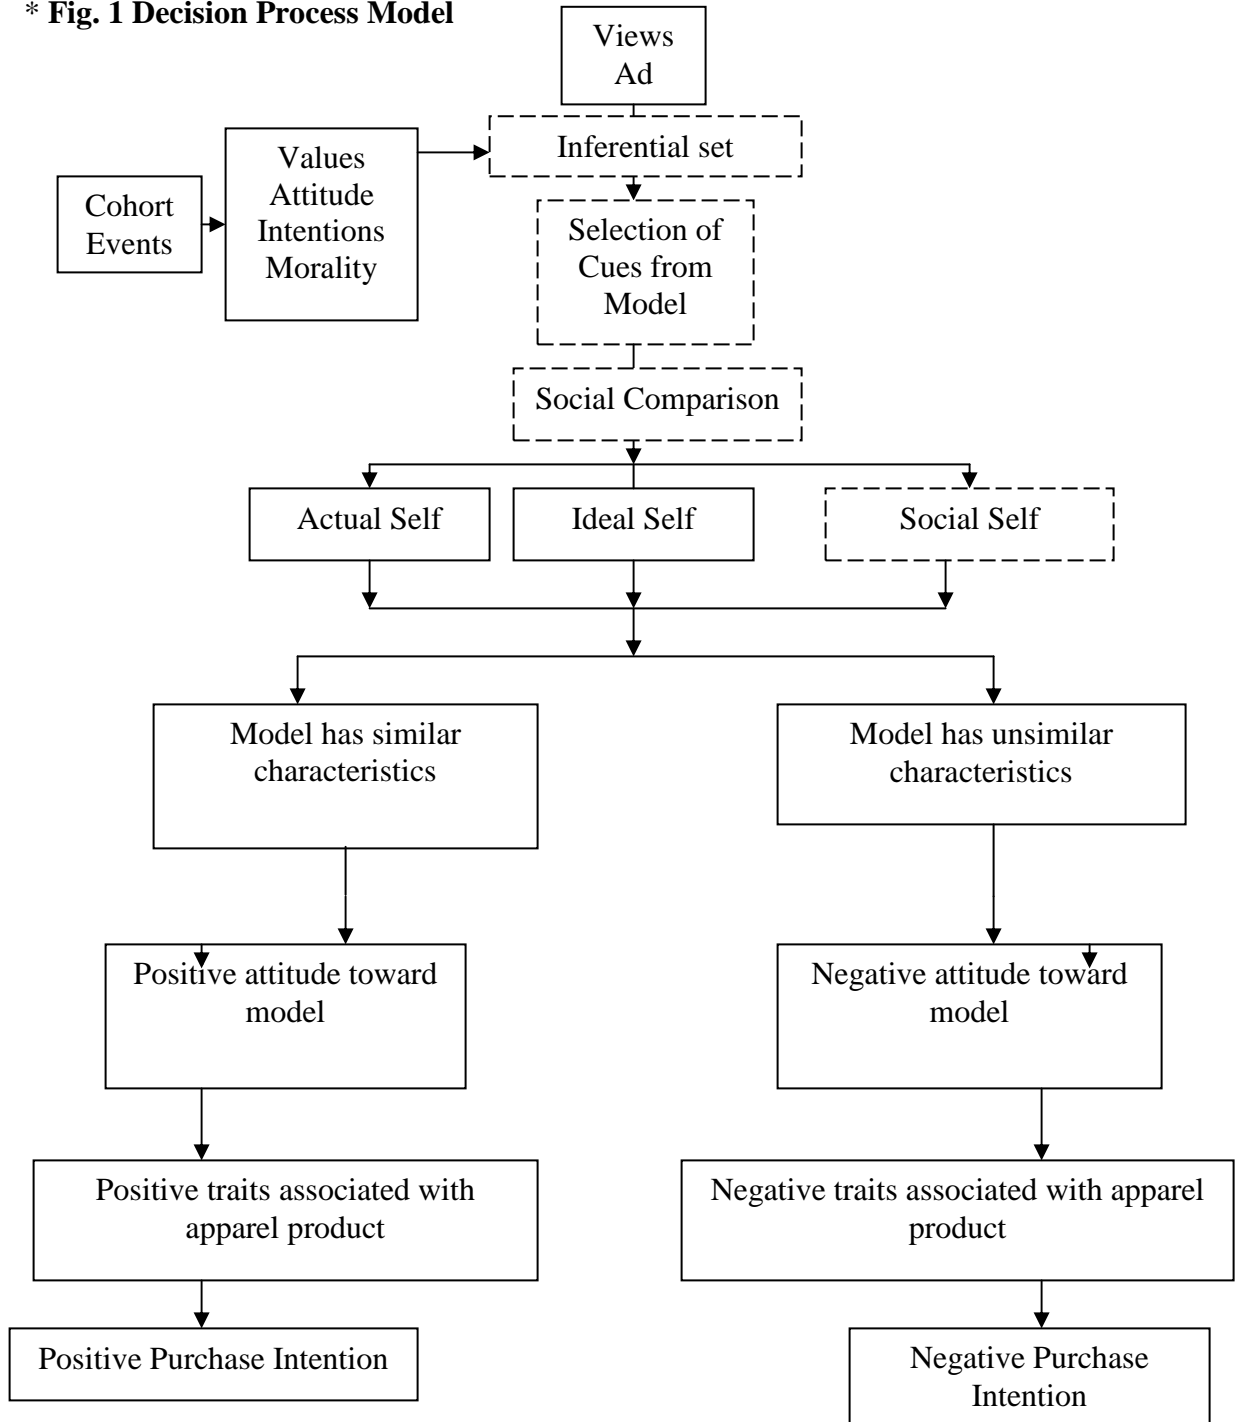 * Fig. 1 Decision Process Model
Views
Ad
Inferential set
Values
Attitude
Intentions
Morality
Cohort
Events
Selection of
Cues from
Model
Social Comparison
Actual Self
Ideal Self
Social Self
Model has similar
characteristics
Model has unsimilar
characteristics
Positive attitude toward
model
Negative attitude toward
model
Positive traits associated with
apparel product
Negative traits associated with apparel
product
Positive Purchase Intention
Negative Purchase
Intention